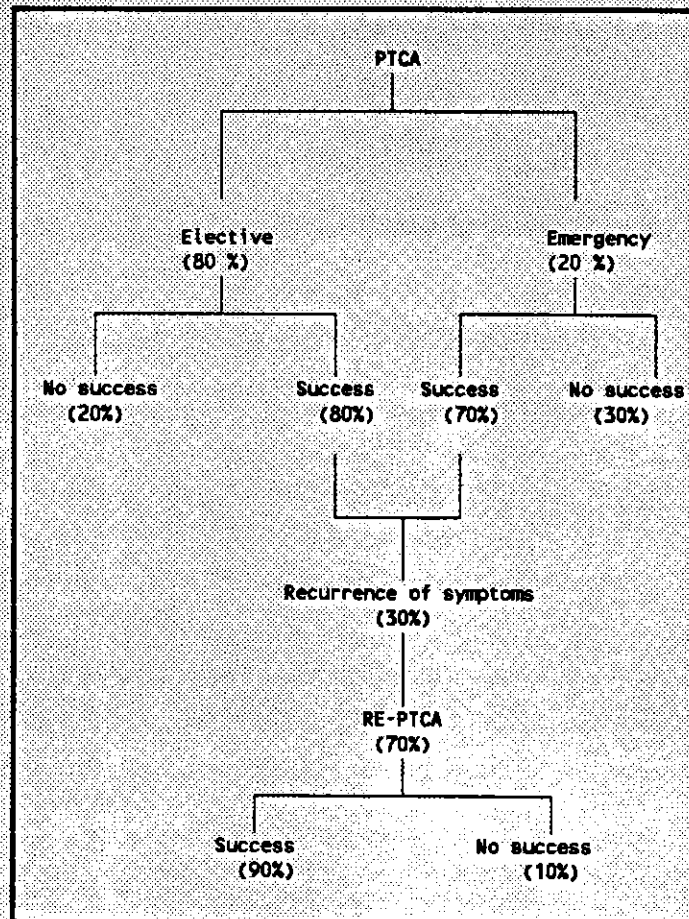 PTCA
Elective Emergency
(80 %) (20 %)
No success Success Success No success
(20%) (80%) (70%) (30%)
Recurrence of symptoms
(30%)
RE-PTCA
(70%)
Success No success
(90%) (10%)